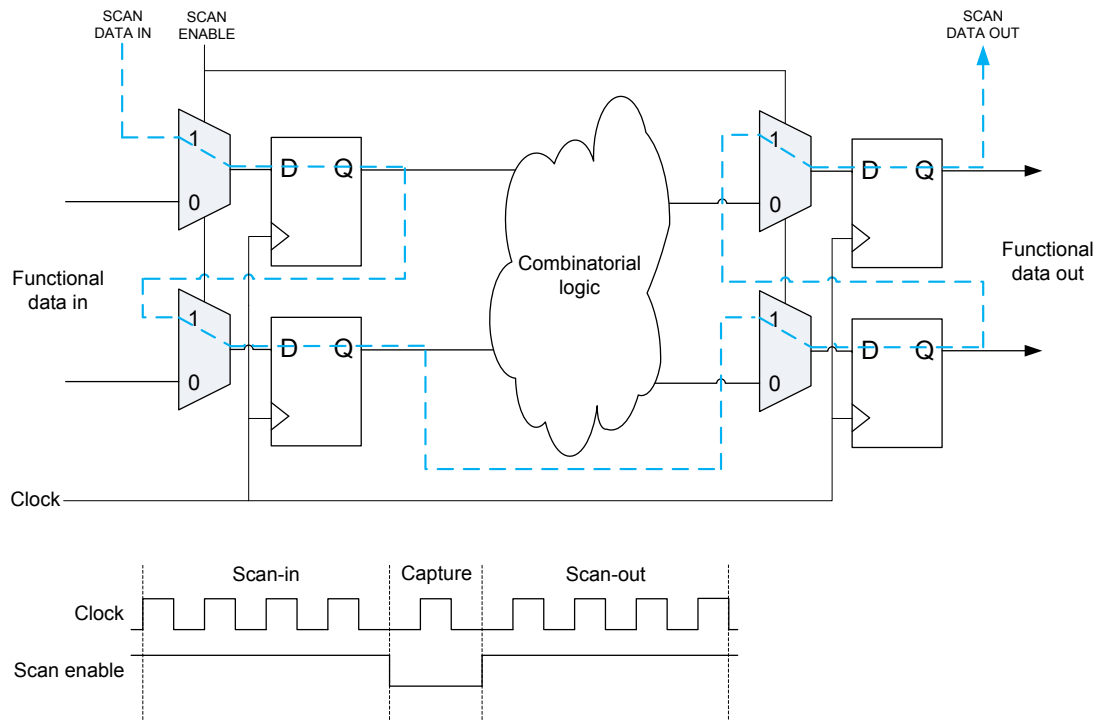 SCAN
DATA IN
SCAN
ENABLE
SCAN
DATA OUT
1
0
D Q
1
0
D Q
Functional
data in
Combinatorial
logic
Functional
data out
1
0
D Q
1
0
D Q
Clock
Scan-in Capture Scan-out
Clock
Scan enable